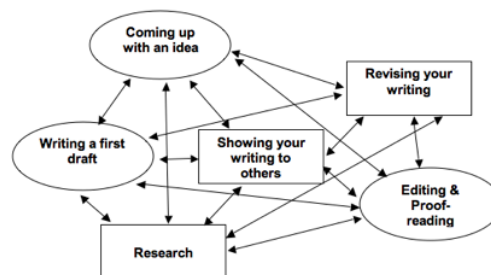 Coming up
with an idea
Revising your
writing
Writing a first
draft
Showing your
writing to
others
Editing &
Proof-
reading
Research